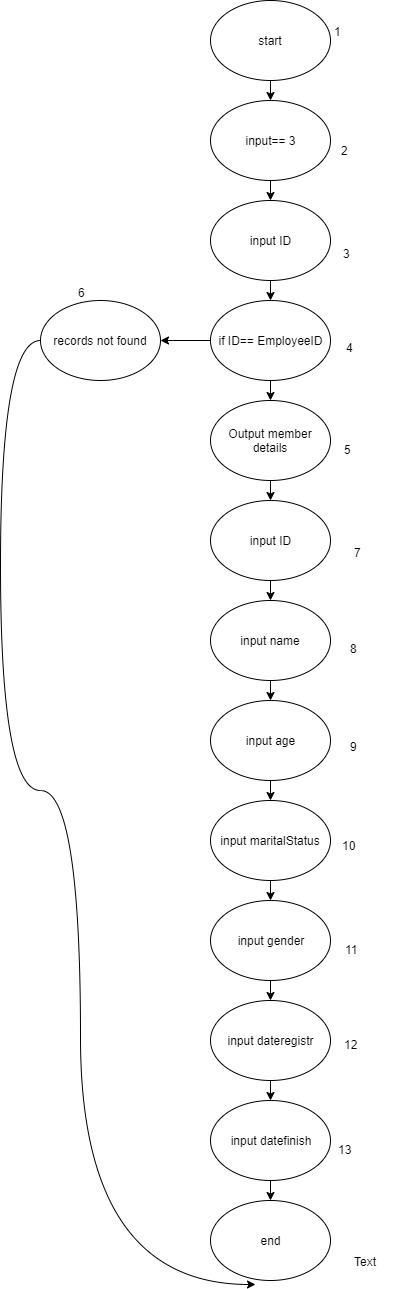 start
1
input== 3
2
input ID
3
6
records not found
if ID== EmployeeID
4
Output member
details
5
input ID
7
input name
8
input age
9
input maritalStatus
10
input gender
11
input dateregistr
12
input datefinish
13
end
Text